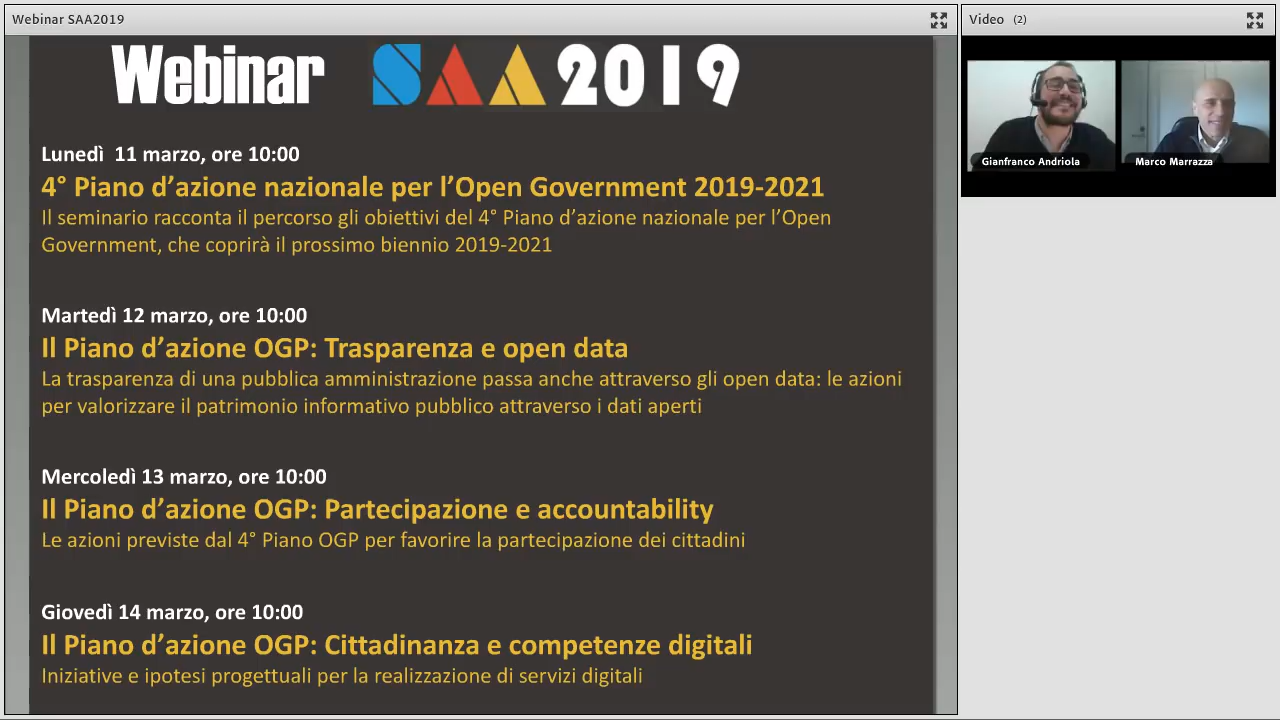 Webinar SAA2019
Video (2)
Webinar SAA 2019
Lunedì 11 marzo, ore 10:00
4° Piano d’azione nazionale per l’Open Government 2019-2021
Il seminario racconta il percorso gli obiettivi del 4° Piano d’azione nazionale per l’Open
Government, che coprirà il prossimo biennio 2019-2021
Martedì 12 marzo, ore 10:00
Il Piano d’azione OGP: Trasparenza e open data
La trasparenza di una pubblica amministrazione passa anche attraverso gli open data: le azioni
per valorizzare il patrimonio informativo pubblico attraverso i dati aperti
Mercoledì 13 marzo, ore 10:00
Il Piano d’azione OGP: Partecipazione e accountability
Le azioni previste dal 4° Piano OGP per favorire la partecipazione dei cittadini
Giovedì 14 marzo, ore 10:00
Il Piano d’azione OGP: Cittadinanza e competenze digitali
Iniziative e ipotesi progettuali per la realizzazione di servizi digitali
Gianfranco Andriola
Marco Marrazza